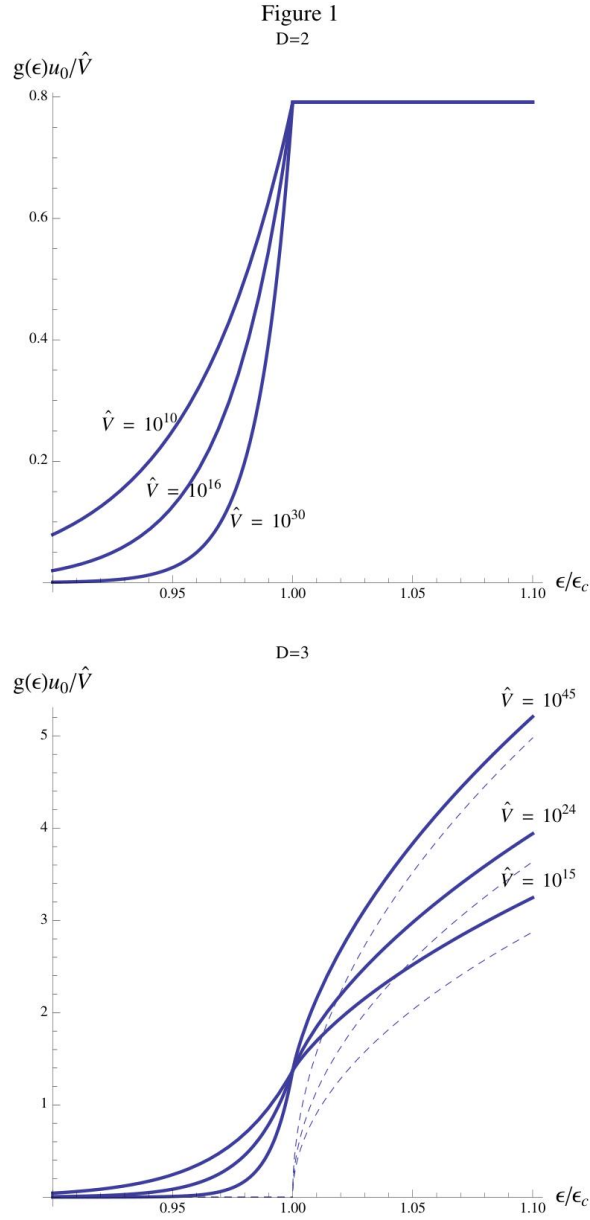 Figure 1
D=2
g(ϵ)u₀/V̂
0.8
0.6
0.4
V̂ = 10¹⁰
0.2
V̂ = 10¹⁶
V̂ = 10³⁰
0.95 1.00 1.05 1.10 ϵ/ϵ_c
D=3
g(ϵ)u₀/V̂
V̂ = 10⁴⁵
5
4
V̂ = 10²⁴
V̂ = 10¹⁵
3
2
1
0.95 1.00 1.05 1.10 ϵ/ϵ_c